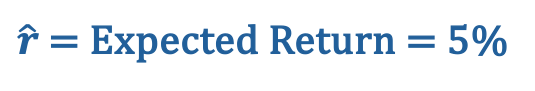 r̂ = Expected Return = 5%